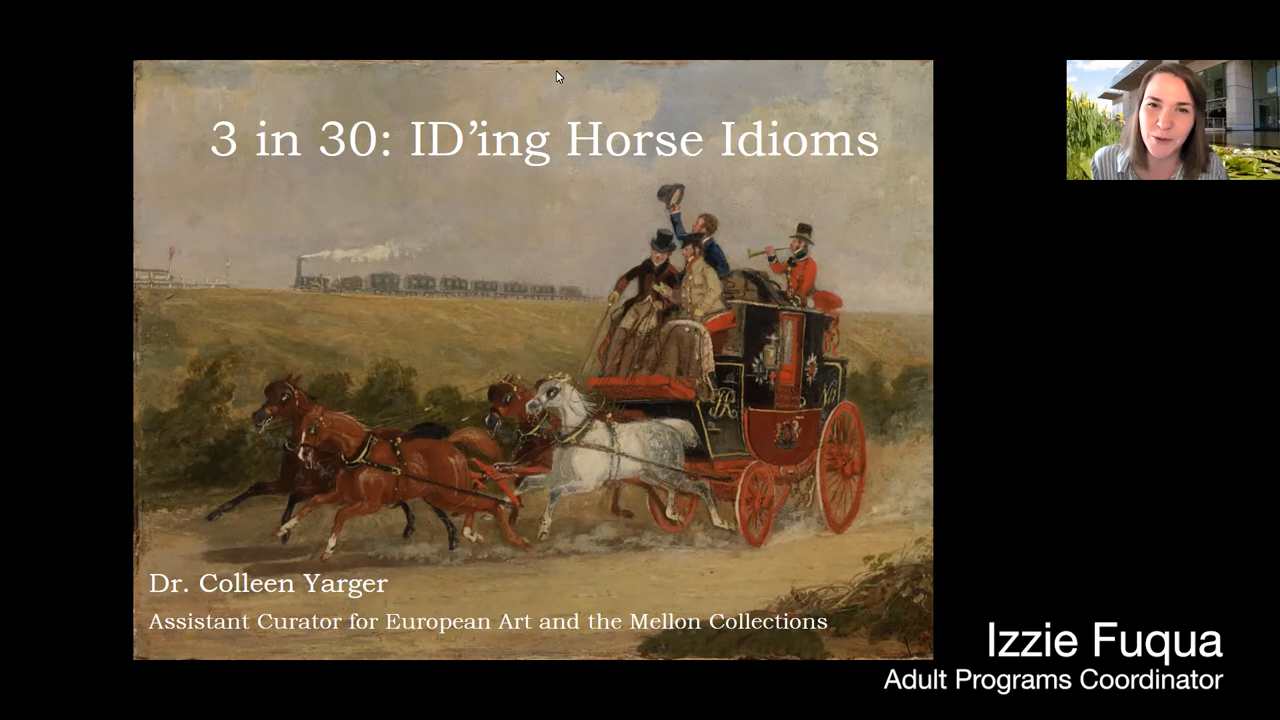 3 in 30: ID’ing Horse Idioms
Dr. Colleen Yarger
Assistant Curator for European Art and the Mellon Collections
Izzie Fuqua
Adult Programs Coordinator